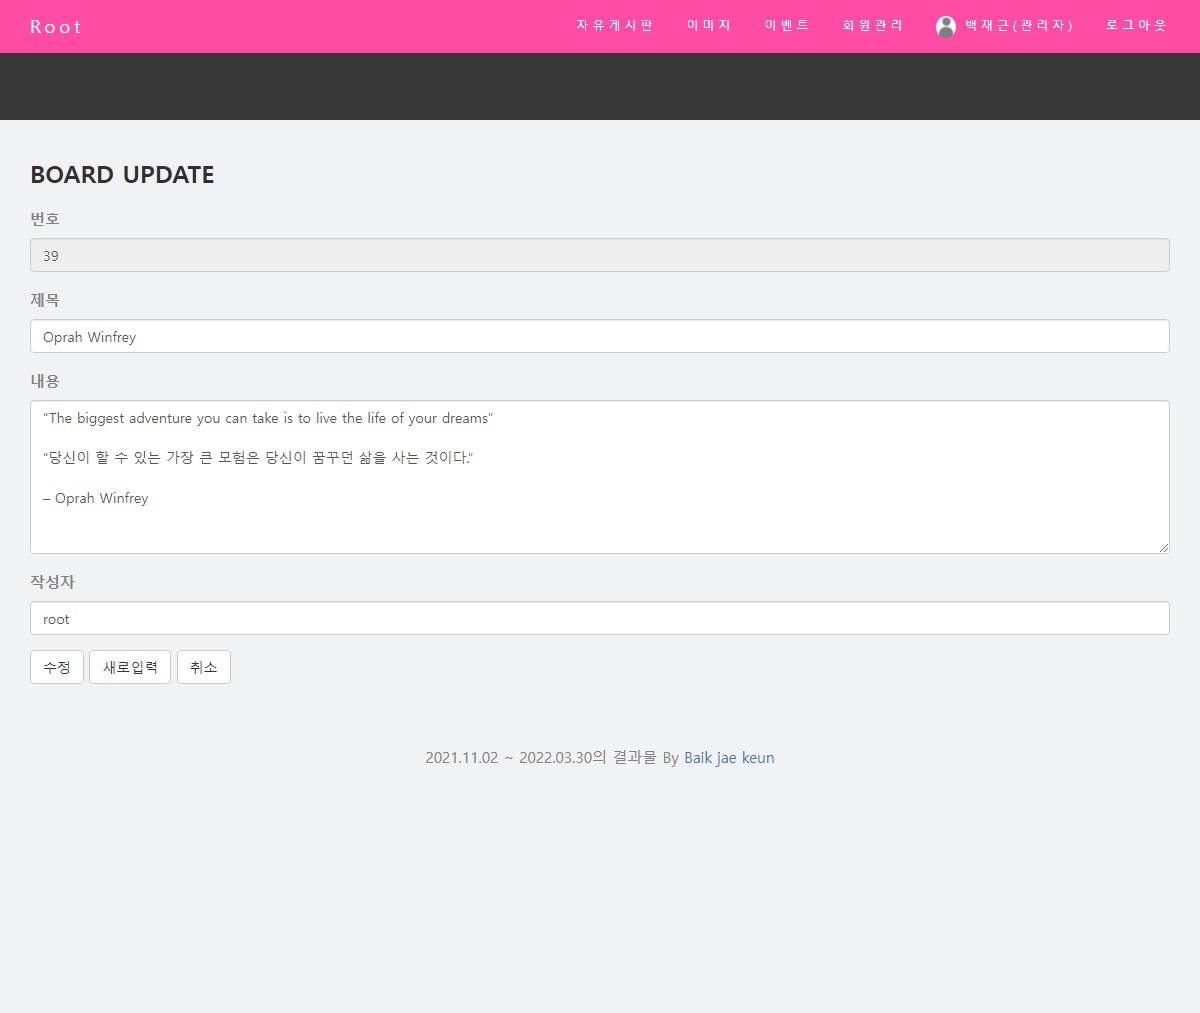 Root
자유게시판 이미지 이벤트 회원관리 백재근(관리자) 로그아웃
BOARD UPDATE
번호
39
제목
Oprah Winfrey
내용
“The biggest adventure you can take is to live the life of your dreams”
“당신이 할 수 있는 가장 큰 모험은 당신이 꿈꾸던 삶을 사는 것이다.”
– Oprah Winfrey
작성자
root
수정 새로입력 취소
2021.11.02 ~ 2022.03.30의 결과물 By Baik jae keun